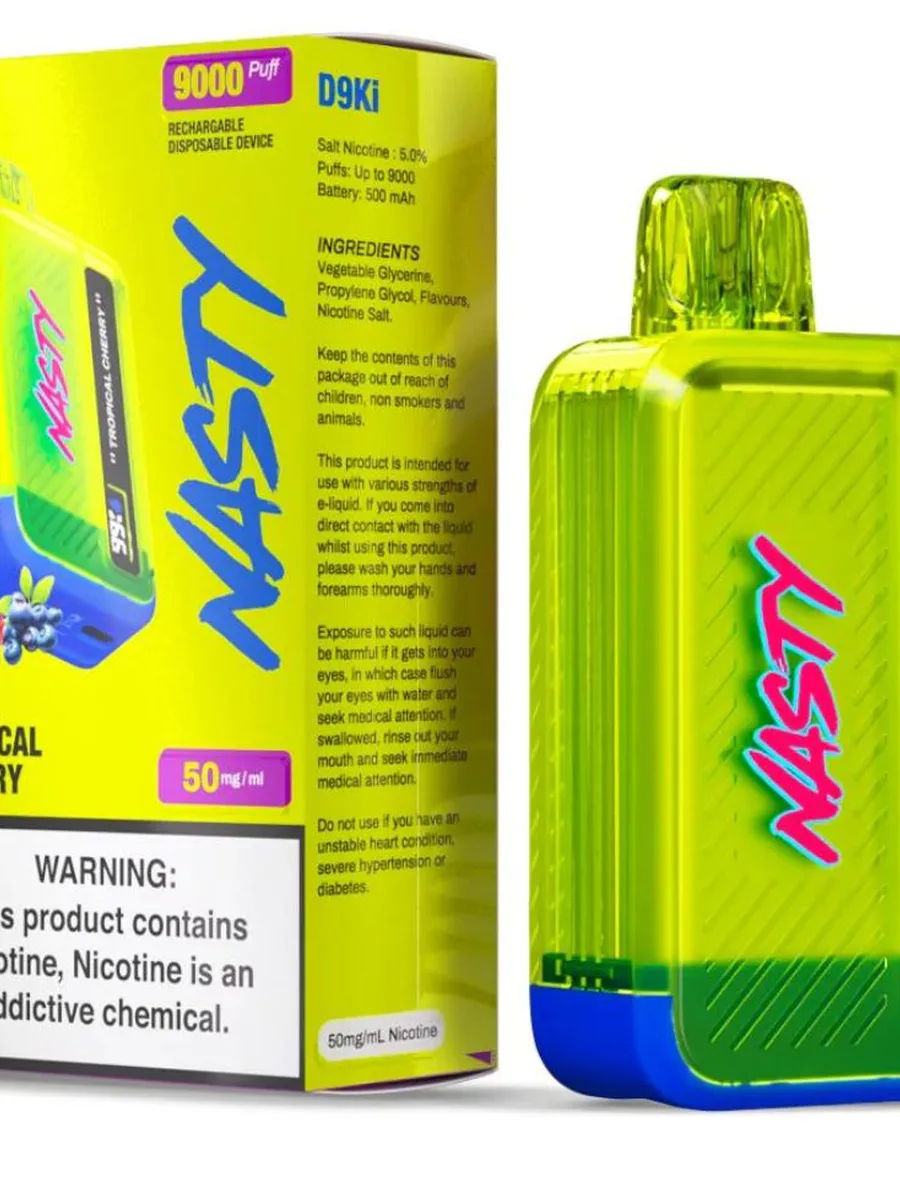 9000 Puff
RECHARGABLE
DISPOSABLE DEVICE
NASTY
NASTY
" TROPICAL CHERRY "
99%
CAL
RY
50mg/ml
WARNING:
s product contains
otine, Nicotine is an
ddictive chemical.
D9Ki
Salt Nicotine : 5.0%
Puffs: Up to 9000
Battery: 500 mAh
INGREDIENTS
Vegetable Glycerine,
Propylene Glycol, Flavours,
Nicotine Salt.
Keep the contents of this
package out of reach of
children, non smokers and
animals.
This product is intended for
use with various strengths of
e-liquid. If you come into
direct contact with the liquid
whilst using this product,
please wash your hands and
forearms thoroughly.
Exposure to such liquid can
be harmful if it gets into your
eyes, in which case flush
your eyes with water and
seek medical attention. If
swallowed, rinse out your
mouth and seek immediate
medical attention.
Do not use if you have an
unstable heart condition,
severe hypertension or
diabetes.
50mg/mL Nicotine
NASTY